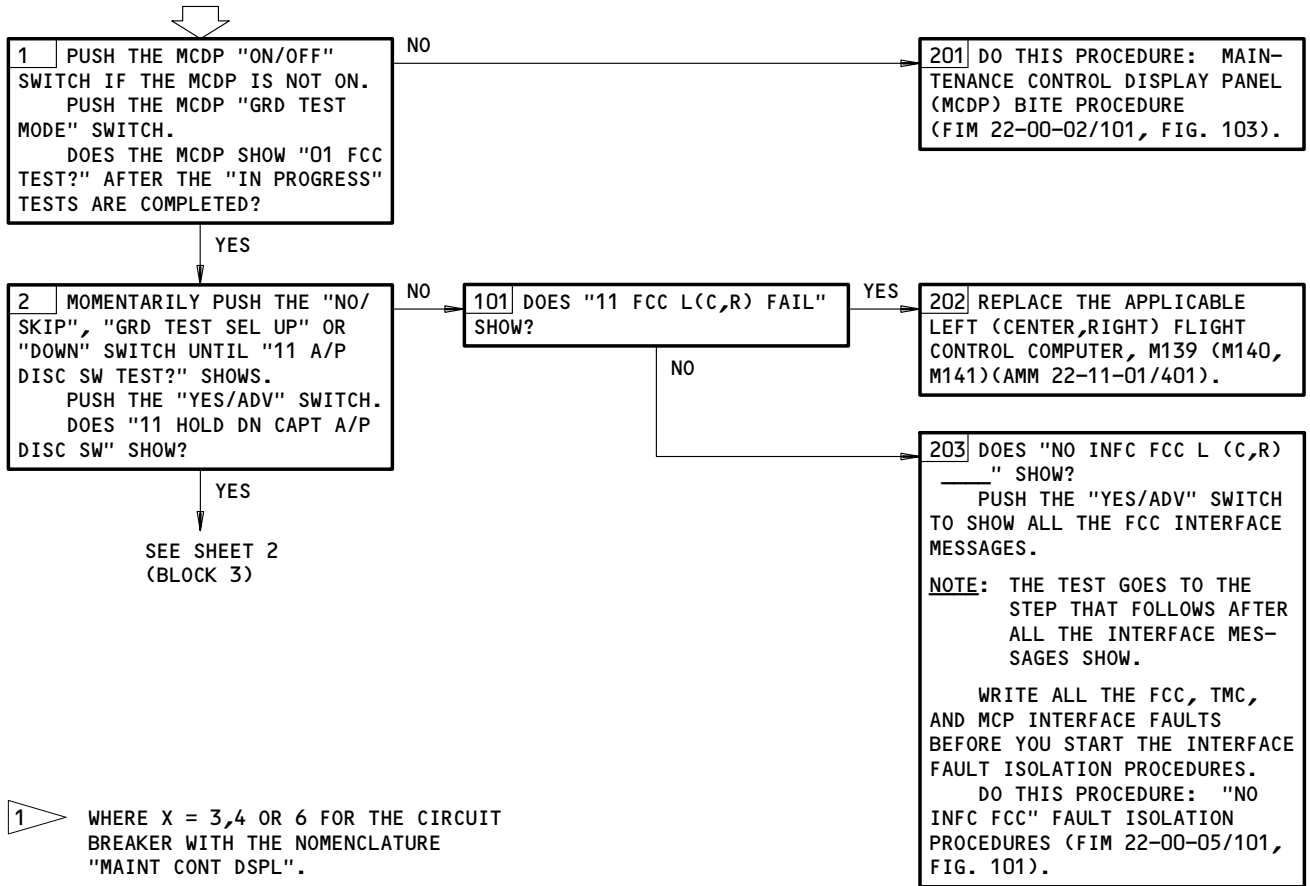 1 PUSH THE MCDP "ON/OFF"
SWITCH IF THE MCDP IS NOT ON.
PUSH THE MCDP "GRD TEST
MODE" SWITCH.
DOES THE MCDP SHOW "01 FCC
TEST?" AFTER THE "IN PROGRESS"
TESTS ARE COMPLETED?
NO
201 DO THIS PROCEDURE: MAIN-
TENANCE CONTROL DISPLAY PANEL
(MCDP) BITE PROCEDURE
(FIM 22-00-02/101, FIG. 103).
YES
2 MOMENTARILY PUSH THE "NO/
SKIP", "GRD TEST SEL UP" OR
"DOWN" SWITCH UNTIL "11 A/P
DISC SW TEST?" SHOWS.
PUSH THE "YES/ADV" SWITCH.
DOES "11 HOLD DN CAPT A/P
DISC SW" SHOW?
NO
101 DOES "11 FCC L(C,R) FAIL"
SHOW?
YES
202 REPLACE THE APPLICABLE
LEFT (CENTER,RIGHT) FLIGHT
CONTROL COMPUTER, M139 (M140,
M141)(AMM 22-11-01/401).
NO
203 DOES "NO INFC FCC L (C,R)
____" SHOW?
PUSH THE "YES/ADV" SWITCH
TO SHOW ALL THE FCC INTERFACE
MESSAGES.
NOTE: THE TEST GOES TO THE
STEP THAT FOLLOWS AFTER
ALL THE INTERFACE MES-
SAGES SHOW.
WRITE ALL THE FCC, TMC,
AND MCP INTERFACE FAULTS
BEFORE YOU START THE INTERFACE
FAULT ISOLATION PROCEDURES.
DO THIS PROCEDURE: "NO
INFC FCC" FAULT ISOLATION
PROCEDURES (FIM 22-00-05/101,
FIG. 101).
YES
SEE SHEET 2
(BLOCK 3)
1 WHERE X = 3,4 OR 6 FOR THE CIRCUIT
BREAKER WITH THE NOMENCLATURE
"MAINT CONT DSPL".